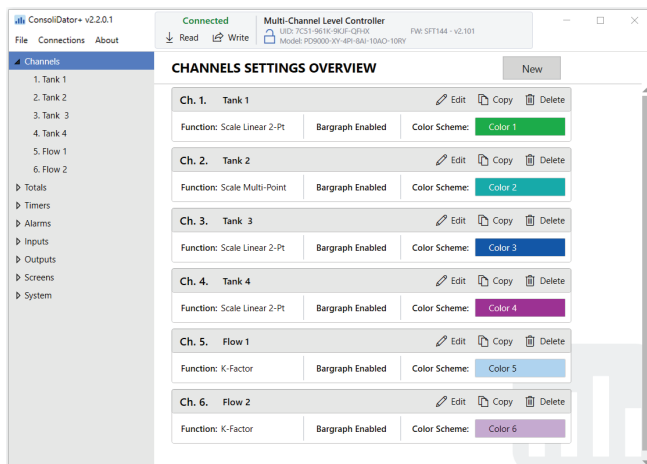 ConsoliDator+ v2.2.0.1
File Connections About
Connected
Read Write
Multi-Channel Level Controller
UID: 7C51-961K-9KJF-QFHX FW: SFT144 - v2.101
Model: PD9000-XY-4PI-8AI-10AO-10RY
Channels
1. Tank 1
2. Tank 2
3. Tank 3
4. Tank 4
5. Flow 1
6. Flow 2
Totals
Timers
Alarms
Inputs
Outputs
Screens
System
CHANNELS SETTINGS OVERVIEW New
Ch. 1. Tank 1 Edit Copy Delete
Function: Scale Linear 2-Pt Bargraph Enabled Color Scheme: Color 1
Ch. 2. Tank 2 Edit Copy Delete
Function: Scale Multi-Point Bargraph Enabled Color Scheme: Color 2
Ch. 3. Tank 3 Edit Copy Delete
Function: Scale Linear 2-Pt Bargraph Enabled Color Scheme: Color 3
Ch. 4. Tank 4 Edit Copy Delete
Function: Scale Linear 2-Pt Bargraph Enabled Color Scheme: Color 4
Ch. 5. Flow 1 Edit Copy Delete
Function: K-Factor Bargraph Enabled Color Scheme: Color 5
Ch. 6. Flow 2 Edit Copy Delete
Function: K-Factor Bargraph Enabled Color Scheme: Color 6